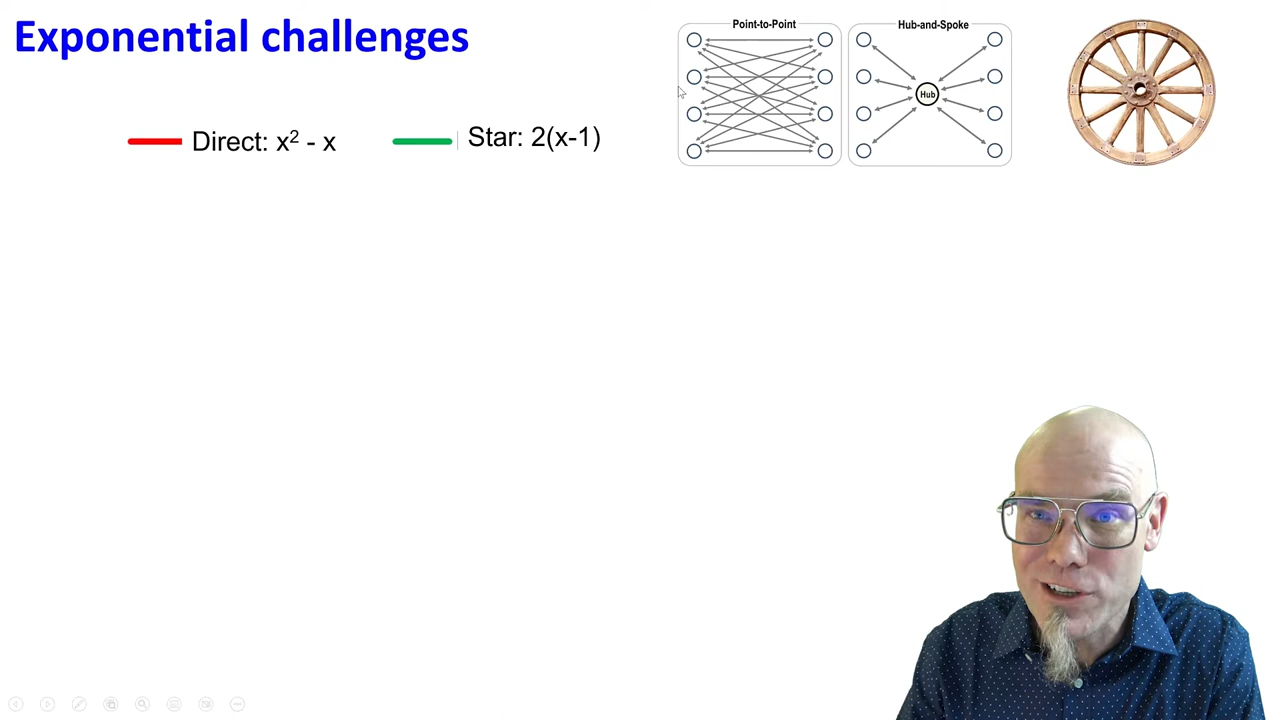 Exponential challenges
Point-to-Point
Hub-and-Spoke
Hub
Direct: x² - x
Star: 2(x-1)